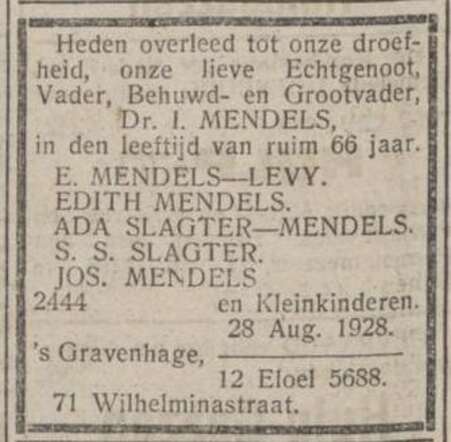 Heden overleed tot onze droef-
heid, onze lieve Echtgenoot,
Vader, Behuwd- en Grootvader,
Dr. I. MENDELS,
in den leeftijd van ruim 66 jaar.
E. MENDELS—LEVY.
EDITH MENDELS.
ADA SLAGTER—MENDELS.
S. S. SLAGTER.
JOS. MENDELS
2444 en Kleinkinderen.
28 Aug. 1928.
's Gravenhage,
12 Eloel 5688.
71 Wilhelminastraat.